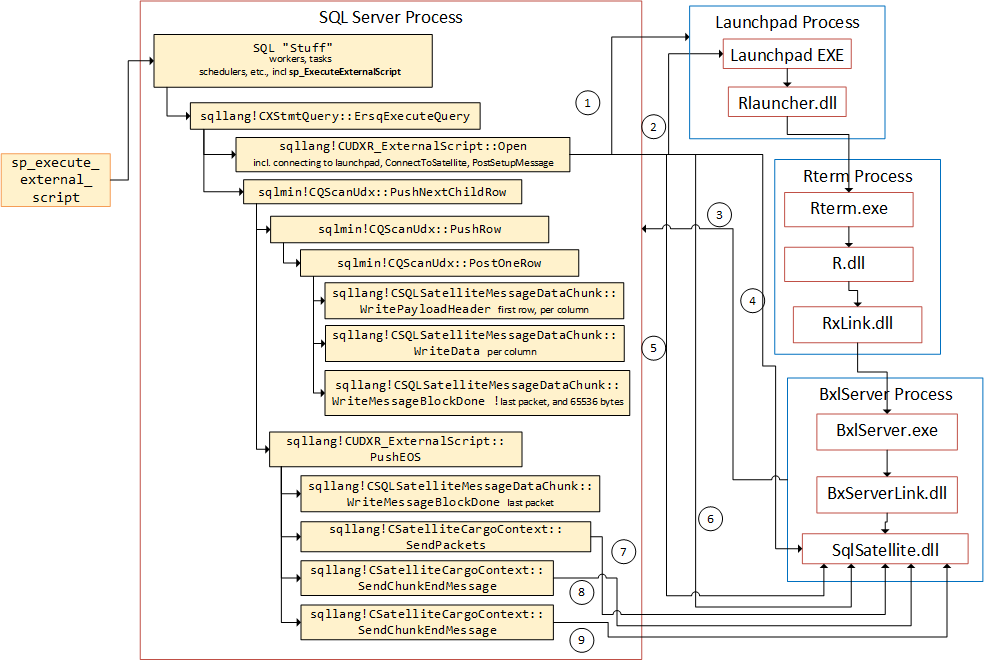 SQL Server Process
SQL "Stuff"
workers, tasks
schedulers, etc., incl sp_ExecuteExternalScript
sqllang!CXStmtQuery::ErsqExecuteQuery
sqllang!CUDXR_ExternalScript::Open
incl. connecting to launchpad, ConnectToSatellite, PostSetupMessage
sp_execute_
external_
script
sqlmin!CQScanUdx::PushNextChildRow
sqlmin!CQScanUdx::PushRow
sqlmin!CQScanUdx::PostOneRow
sqllang!CSQLSatelliteMessageDataChunk::
WritePayloadHeader first row, per column
sqllang!CSQLSatelliteMessageDataChunk::
WriteData per column
sqllang!CSQLSatelliteMessageDataChunk::
WriteMessageBlockDone !last packet, and 65536 bytes
sqllang!CUDXR_ExternalScript::
PushEOS
sqllang!CSQLSatelliteMessageDataChunk::
WriteMessageBlockDone last packet
sqllang!CSatelliteCargoContext::
SendPackets
sqllang!CSatelliteCargoContext::
SendChunkEndMessage
sqllang!CSatelliteCargoContext::
SendChunkEndMessage
1
2
3
4
5
6
7
8
9
Launchpad Process
Launchpad EXE
Rlauncher.dll
Rterm Process
Rterm.exe
R.dll
RxLink.dll
BxlServer Process
BxlServer.exe
BxServerLink.dll
SqlSatellite.dll